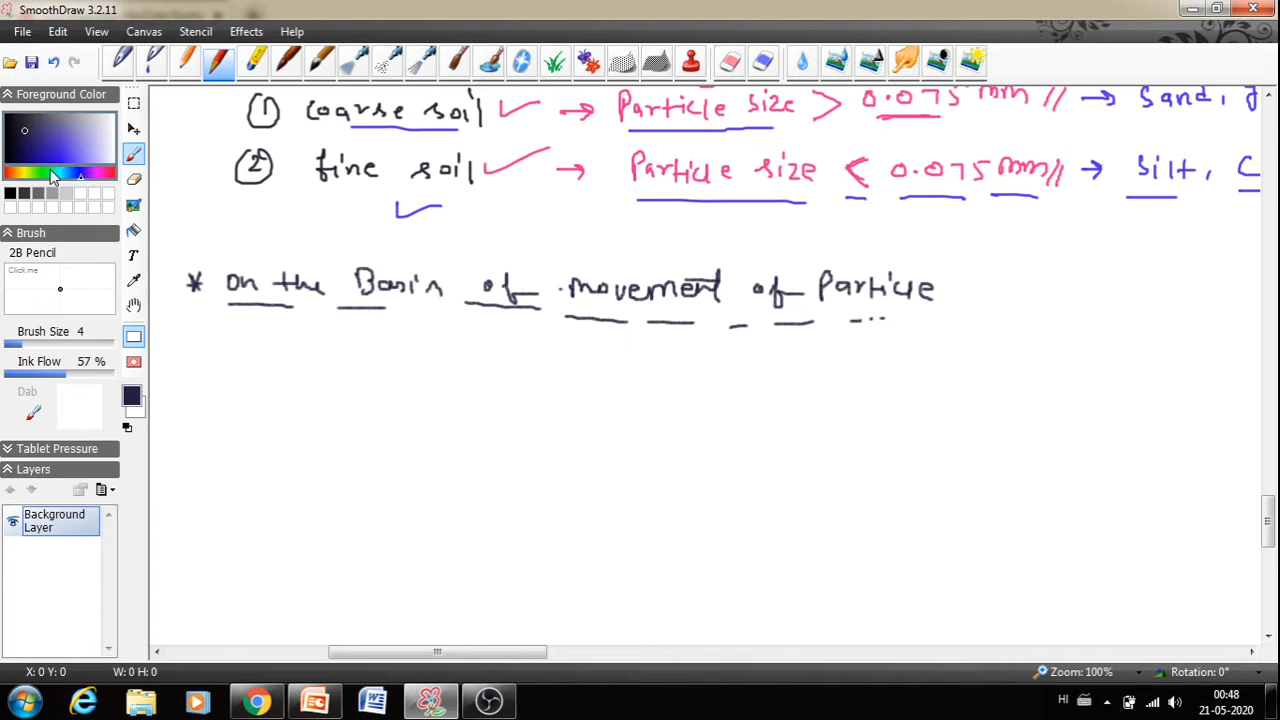 SmoothDraw 3.2.11
File Edit View Canvas Stencil Effects Help
Foreground Color
Brush
2B Pencil
Click me
Brush Size 4
Ink Flow 57 %
Dab
Tablet Pressure
Layers
Background
Layer
① coarse soil → Particle size > 0.075 mm // → Sand,
② fine soil → Particle size < 0.075 mm // → Silt, C
* on the Basis of movement of Particle
X: 0 Y: 0 W: 0 H: 0 Zoom: 100% Rotation: 0°
HI 00:48
21-05-2020